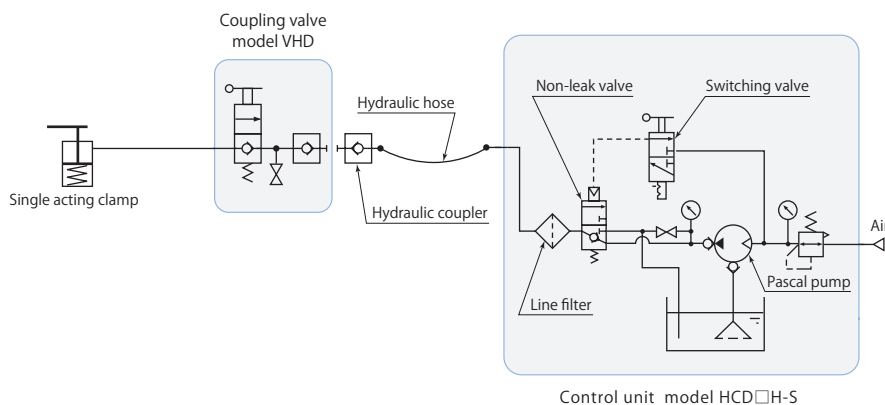 Coupling valve
model VHD
Non-leak valve
Switching valve
Hydraulic hose
Single acting clamp
Hydraulic coupler
Air
Pascal pump
Line filter
Control unit model HCD□H-S